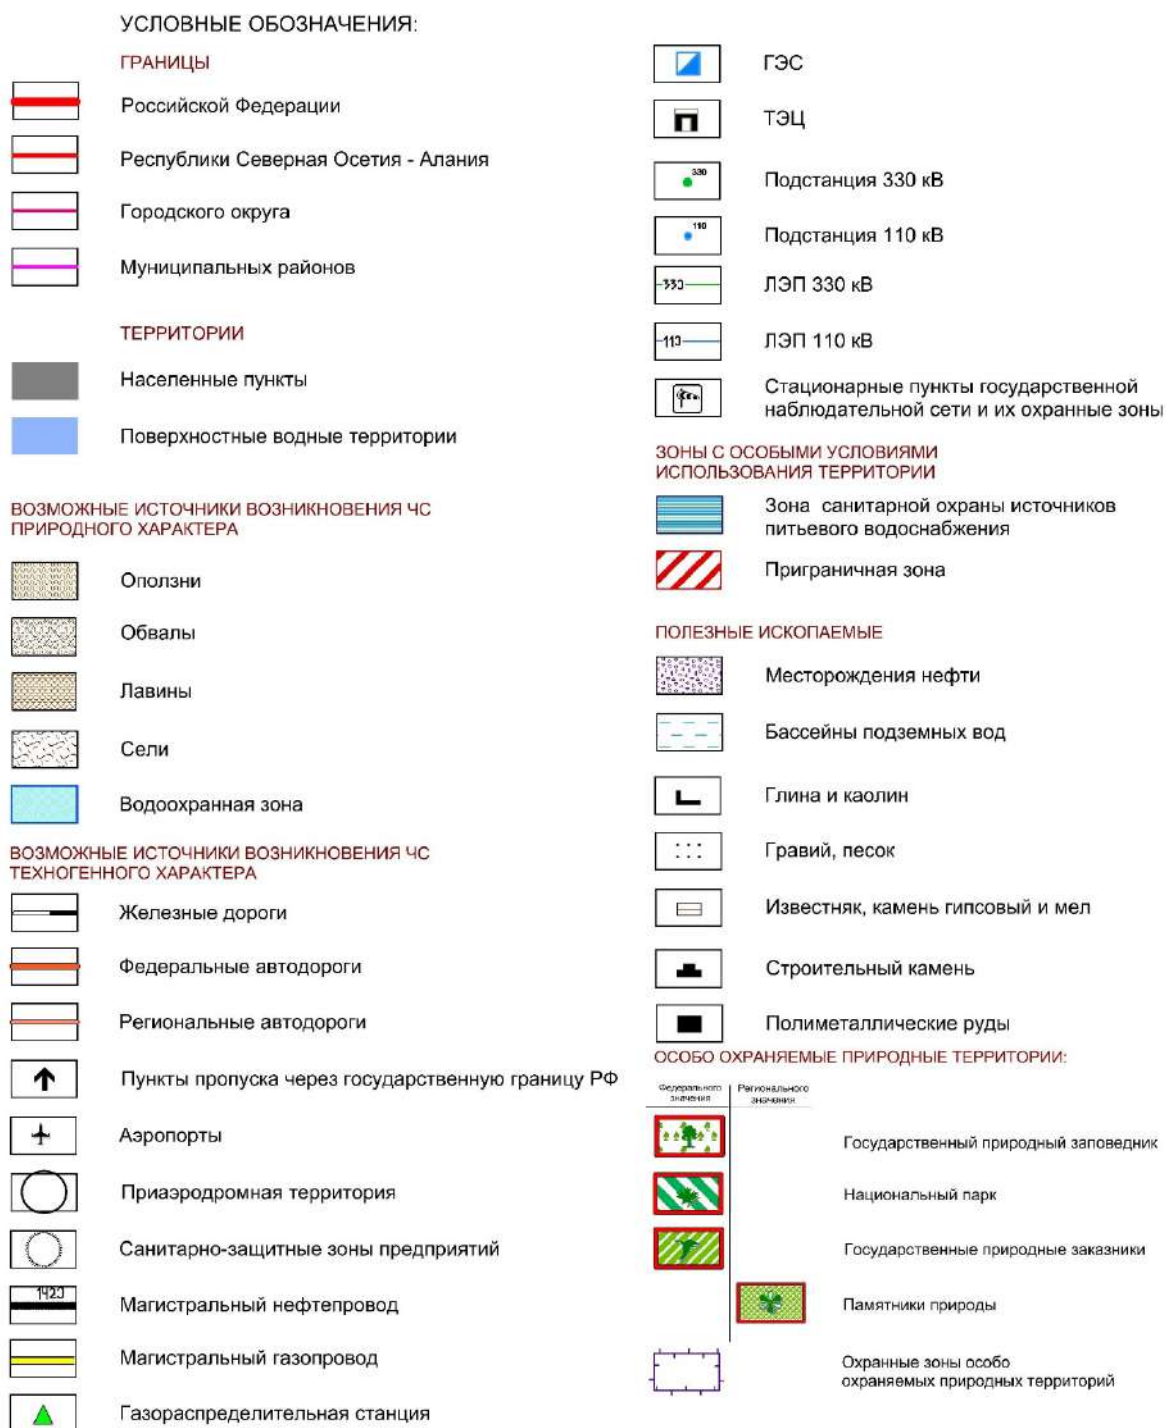 УСЛОВНЫЕ ОБОЗНАЧЕНИЯ:
ГРАНИЦЫ
Российской Федерации
Республики Северная Осетия - Алания
Городского округа
Муниципальных районов
ТЕРРИТОРИИ
Населенные пункты
Поверхностные водные территории
ВОЗМОЖНЫЕ ИСТОЧНИКИ ВОЗНИКНОВЕНИЯ ЧС
ПРИРОДНОГО ХАРАКТЕРА
Оползни
Обвалы
Лавины
Сели
Водоохранная зона
ВОЗМОЖНЫЕ ИСТОЧНИКИ ВОЗНИКНОВЕНИЯ ЧС
ТЕХНОГЕННОГО ХАРАКТЕРА
Железные дороги
Федеральные автодороги
Региональные автодороги
Пункты пропуска через государственную границу РФ
Аэропорты
Приаэродромная территория
Санитарно-защитные зоны предприятий
1420
Магистральный нефтепровод
Магистральный газопровод
Газораспределительная станция
ГЭС
ТЭЦ
330
Подстанция 330 кВ
110
Подстанция 110 кВ
330
ЛЭП 330 кВ
110
ЛЭП 110 кВ
Стационарные пункты государственной
наблюдательной сети и их охранные зоны
ЗОНЫ С ОСОБЫМИ УСЛОВИЯМИ
ИСПОЛЬЗОВАНИЯ ТЕРРИТОРИИ
Зона санитарной охраны источников
питьевого водоснабжения
Приграничная зона
ПОЛЕЗНЫЕ ИСКОПАЕМЫЕ
Месторождения нефти
Бассейны подземных вод
Глина и каолин
Гравий, песок
Известняк, камень гипсовый и мел
Строительный камень
Полиметаллические руды
ОСОБО ОХРАНЯЕМЫЕ ПРИРОДНЫЕ ТЕРРИТОРИИ:
Федерального
значения
Регионального
значения
Государственный природный заповедник
Национальный парк
Государственные природные заказники
Памятники природы
Охранные зоны особо
охраняемых природных территорий